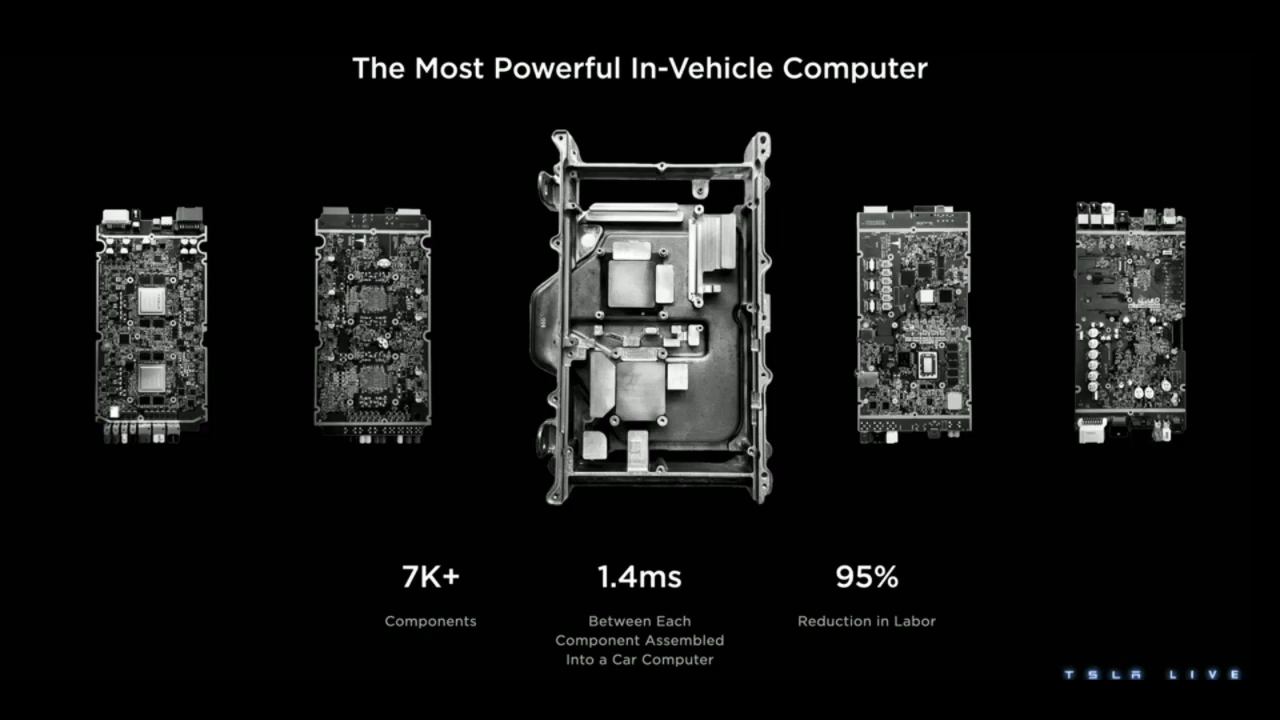 The Most Powerful In-Vehicle Computer
7K+
Components
1.4ms
Between Each
Component Assembled
Into a Car Computer
95%
Reduction in Labor
TSLA LIVE